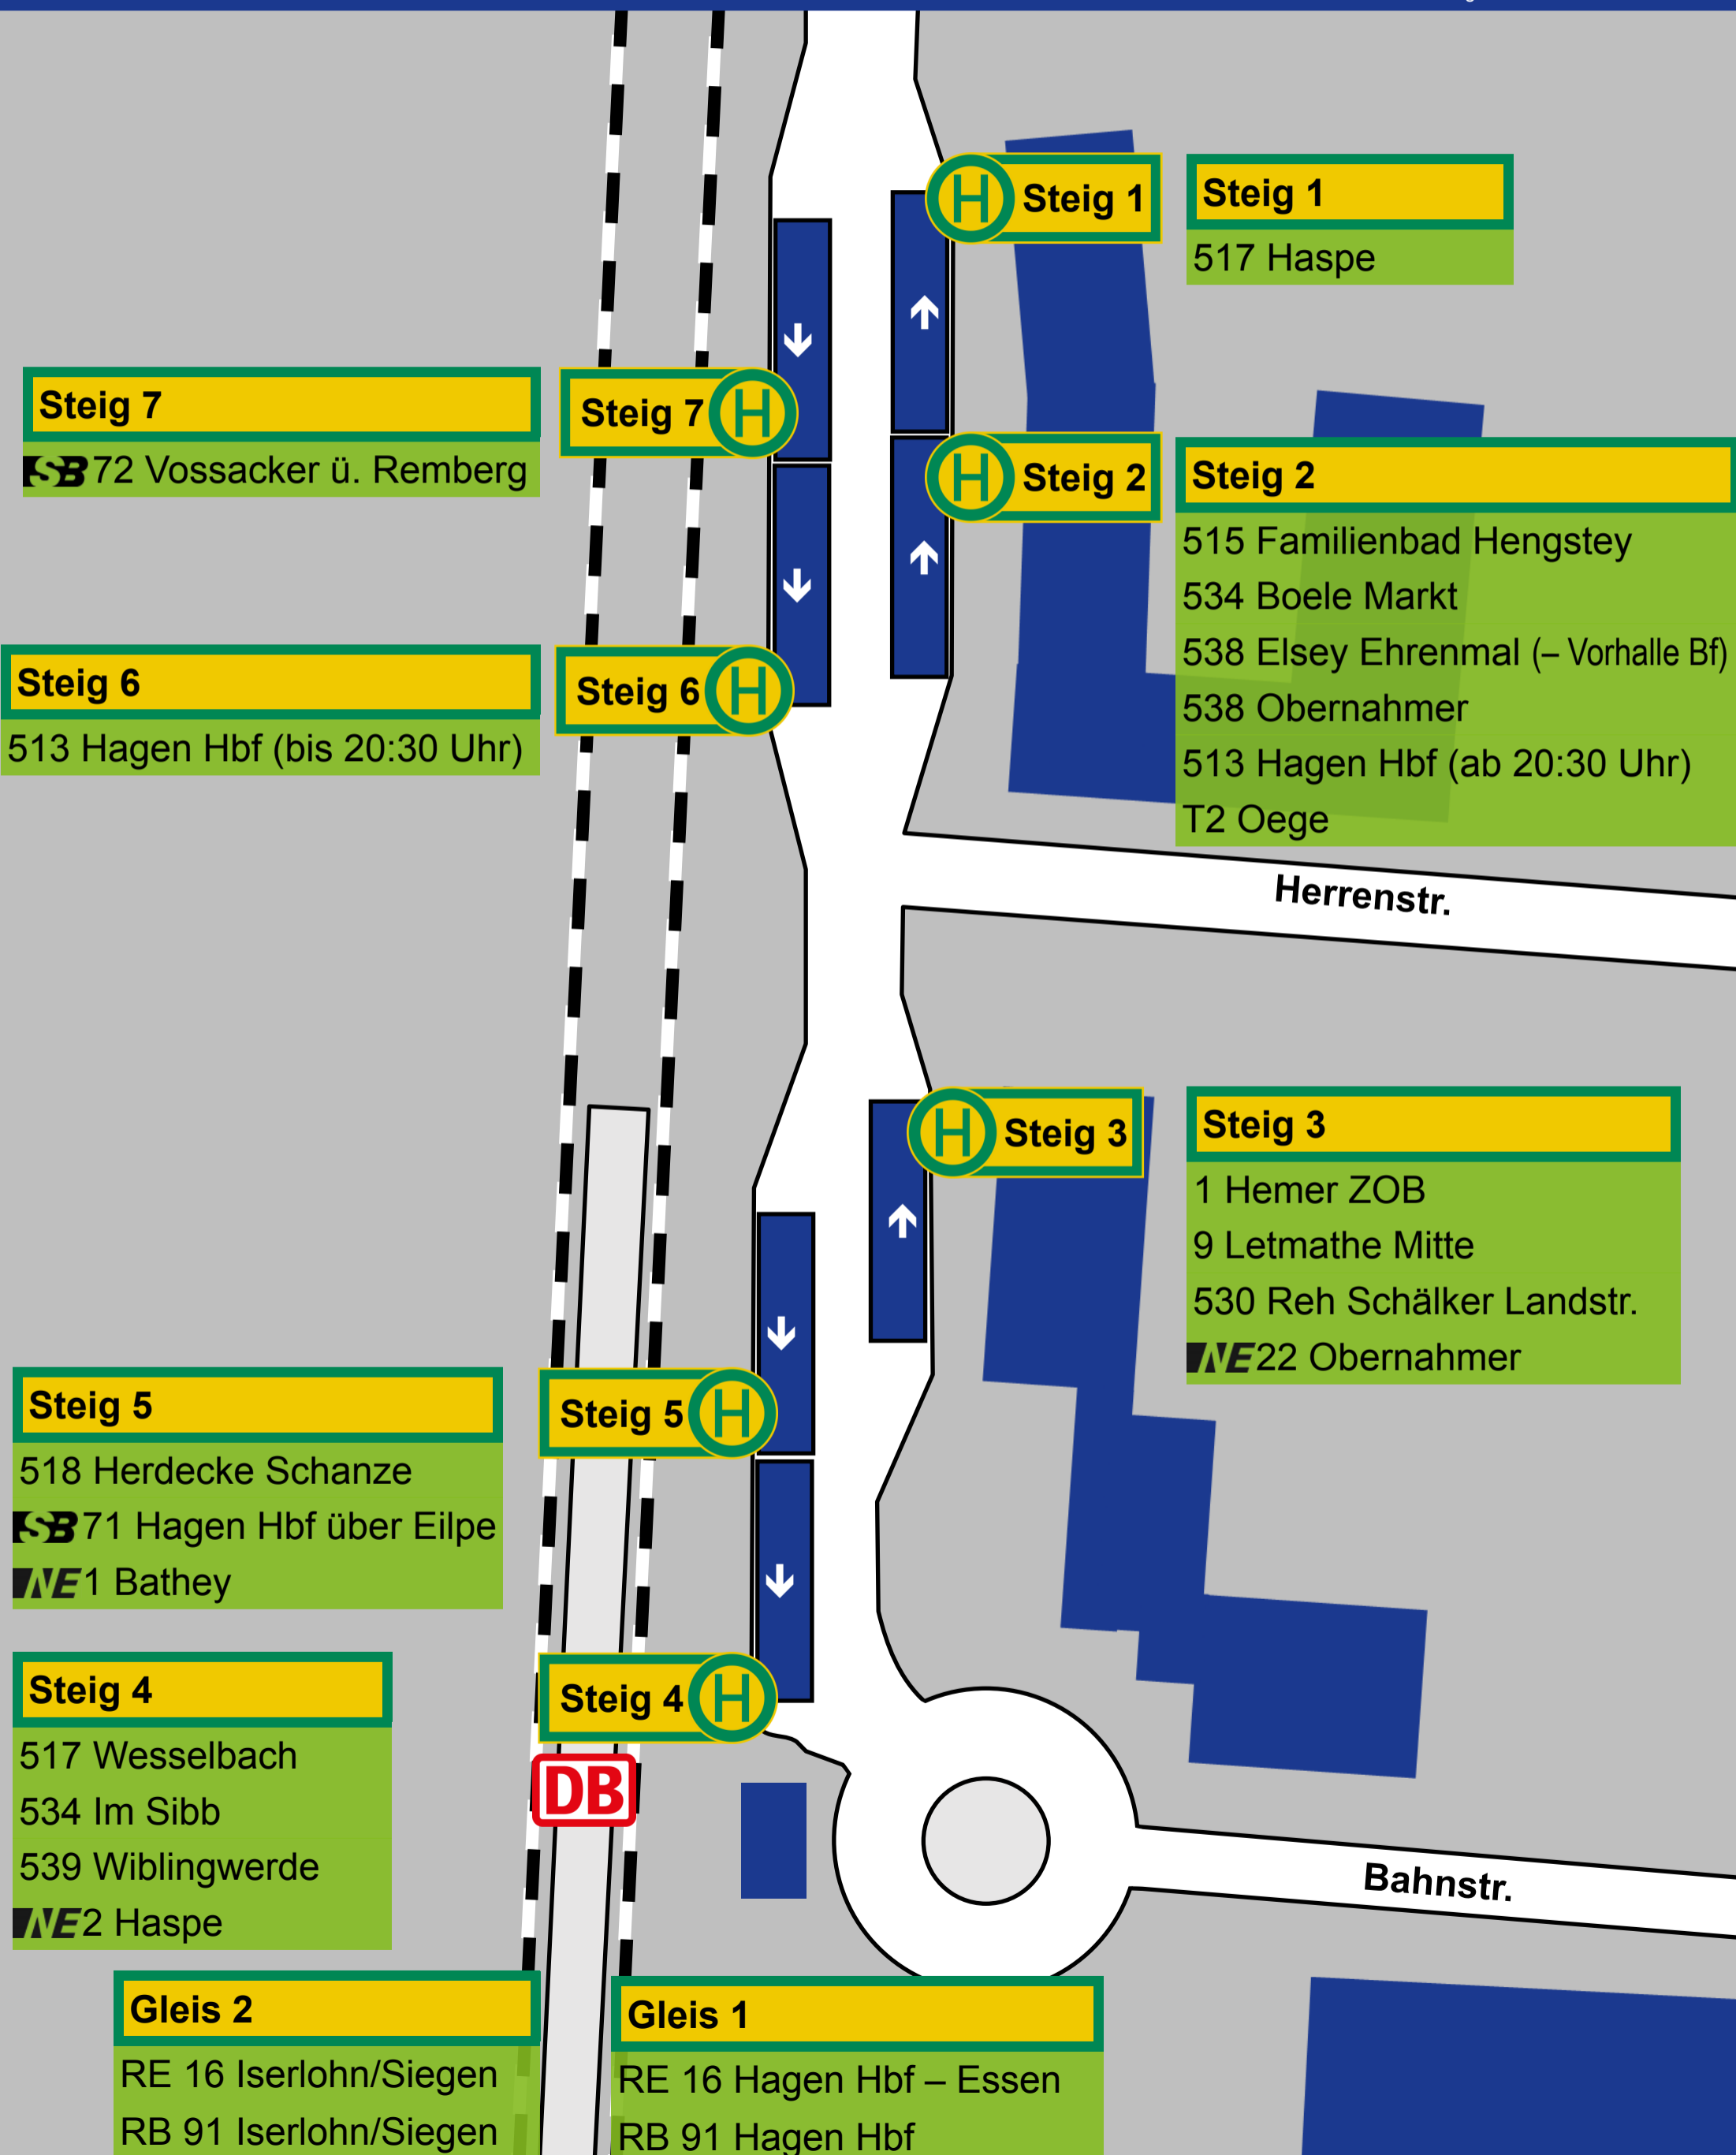 H Steig 1
Steig 1
517 Haspe
Steig 7
SB 72 Vossacker ü. Remberg
Steig 7 H
H Steig 2
Steig 2
515 Familienbad Hengstey
534 Boele Markt
538 Elsey Ehrenmal (– Vorhalle Bf)
538 Obernahmer
513 Hagen Hbf (ab 20:30 Uhr)
T2 Oege
Steig 6
513 Hagen Hbf (bis 20:30 Uhr)
Steig 6 H
Herrenstr.
H Steig 3
Steig 3
1 Hemer ZOB
9 Letmathe Mitte
530 Reh Schälker Landstr.
NE 22 Obernahmer
Steig 5
518 Herdecke Schanze
SB 71 Hagen Hbf über Eilpe
NE 1 Bathey
Steig 5 H
Steig 4
517 Wesselbach
534 Im Sibb
539 Wiblingwerde
NE 2 Haspe
Steig 4 H
DB
Bahnstr.
Gleis 2
RE 16 Iserlohn/Siegen
RB 91 Iserlohn/Siegen
Gleis 1
RE 16 Hagen Hbf – Essen
RB 91 Hagen Hbf